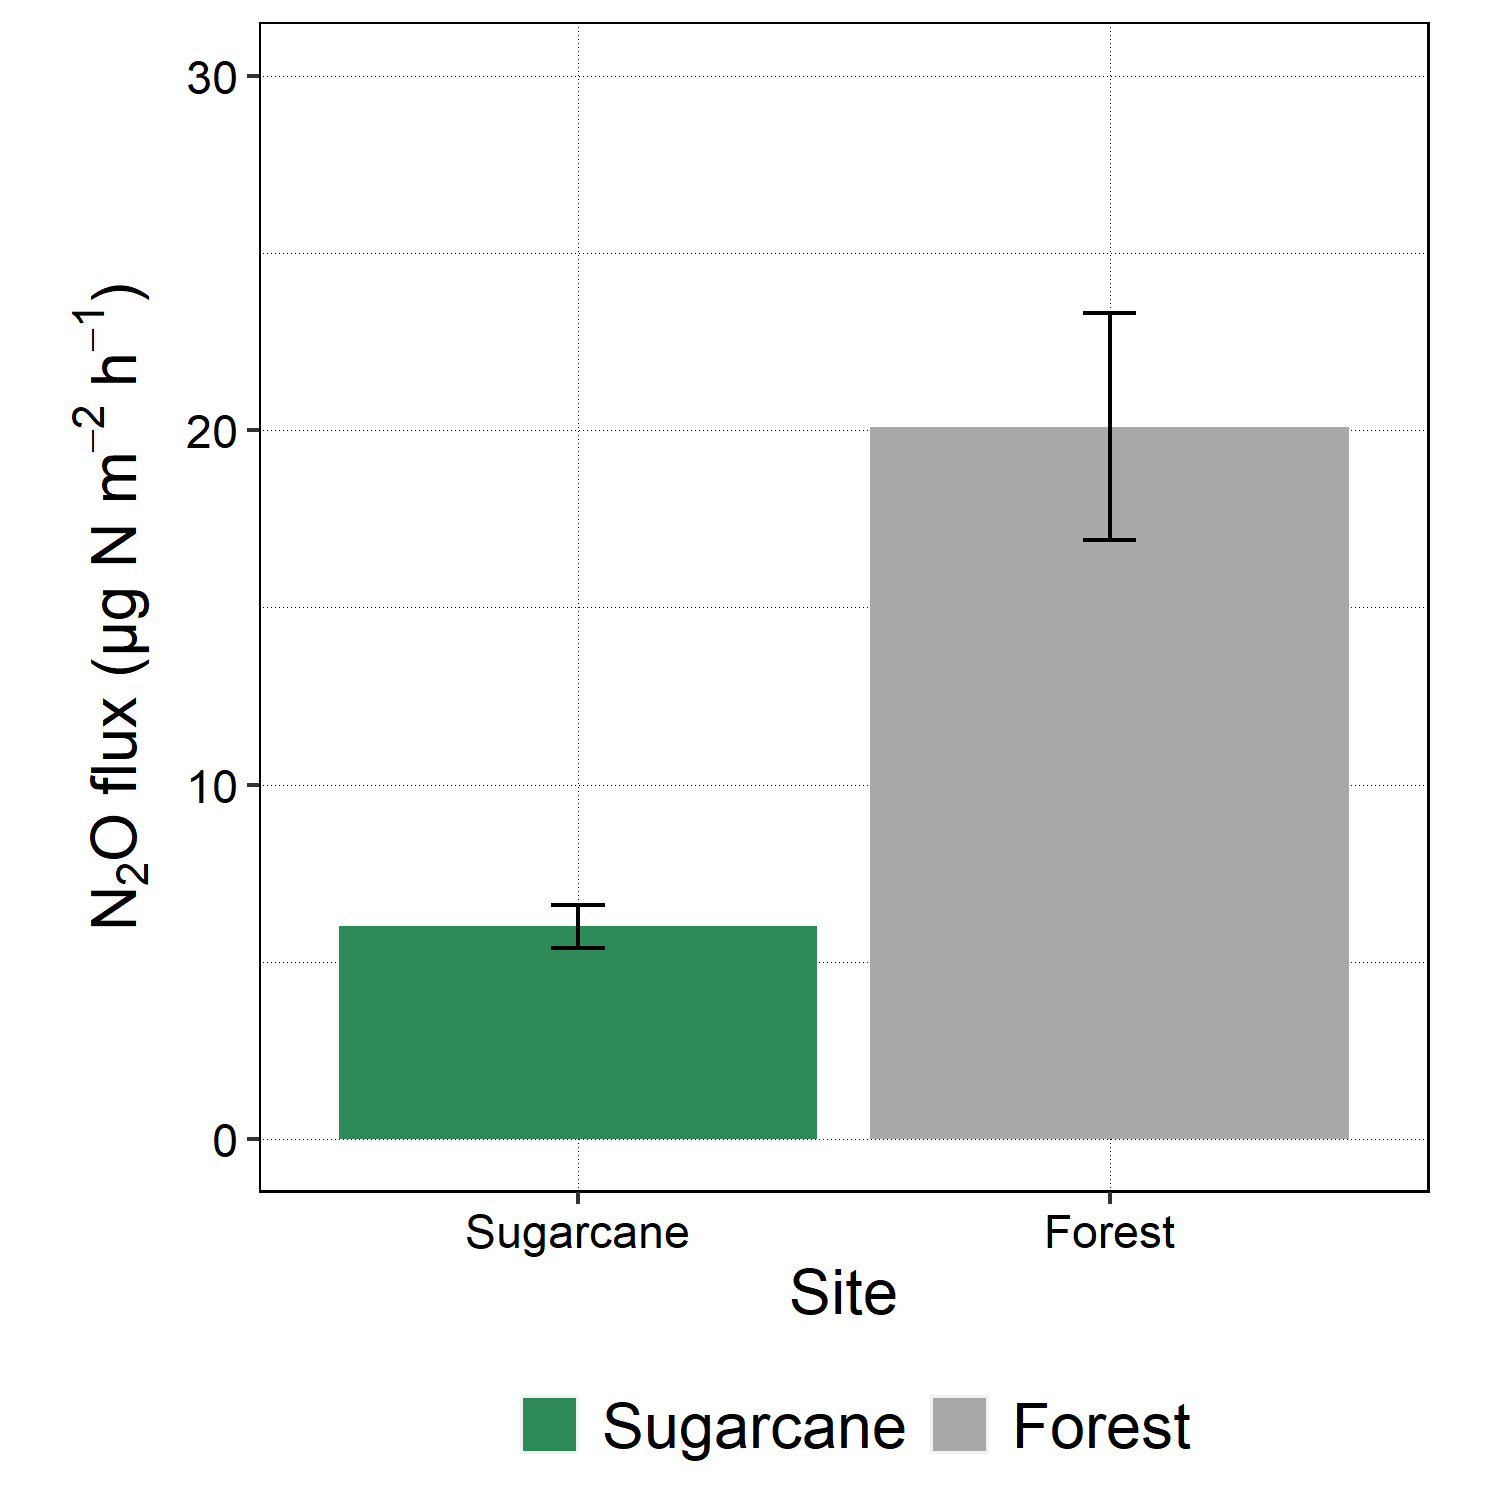 30
20
10
0
N₂O flux (µg N m⁻² h⁻¹)
Sugarcane Forest
Site
Sugarcane Forest